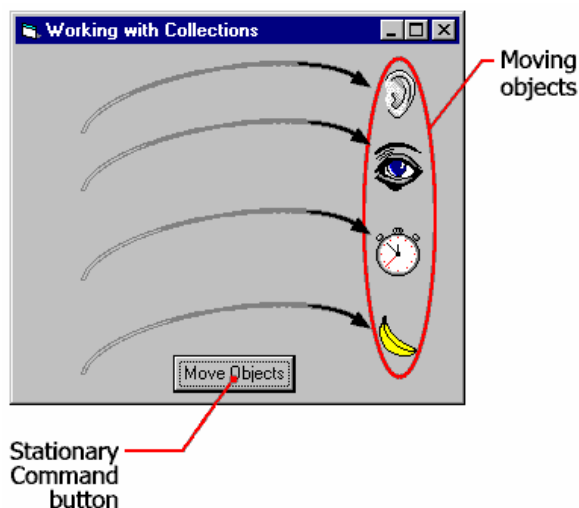 Working with Collections
Moving
objects
Move Objects
Stationary
Command
button